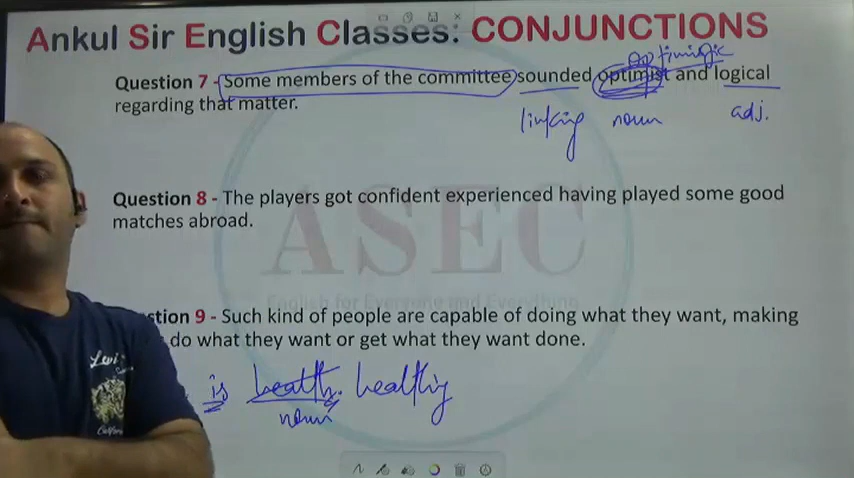 Ankul Sir English Classes: CONJUNCTIONS
optimistic
Question 7 - Some members of the committee sounded optimist and logical
regarding that matter.
linking noun adj.
Question 8 - The players got confident experienced having played some good
matches abroad.
ASEC
English for Everyone and Everything
estion 9 - Such kind of people are capable of doing what they want, making
do what they want or get what they want done.
is health. healthy
noun
Levi
California